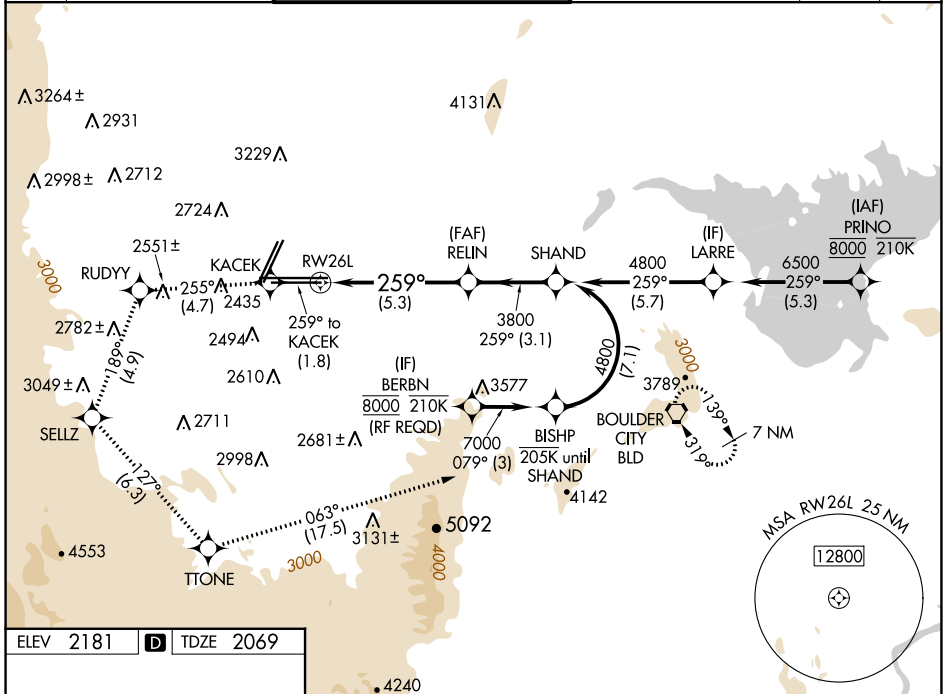 3264±
2931
4131
3229
2998±
2712
2724
(IAF)
PRINO
8000 210K
(FAF)
RELIN
SHAND
(IF)
LARRE
2551±
KACEK
RW26L
4800
259°
(5.7)
6500
259°
(5.3)
3000
RUDYY
255°
(4.7)
2435
259°
(5.3)
259° to
KACEK
(1.8)
3800
259° (3.1)
2782±
2494
189°
(4.9)
4800
(7.1)
3000
3049±
2610
(IF)
BERBN
8000 210K
(RF REQD)
3577
3789
139°
BOULDER
CITY
BLD
7 NM
319°
SELLZ
2711
2681±
7000
079° (3)
BISHP
205K until
SHAND
2998
4142
127°
(6.3)
063°
(17.5)
MSA RW26L 25 NM
12800
3131±
5092
4553
TTONE
3000
4000
ELEV 2181 D TDZE 2069
4240